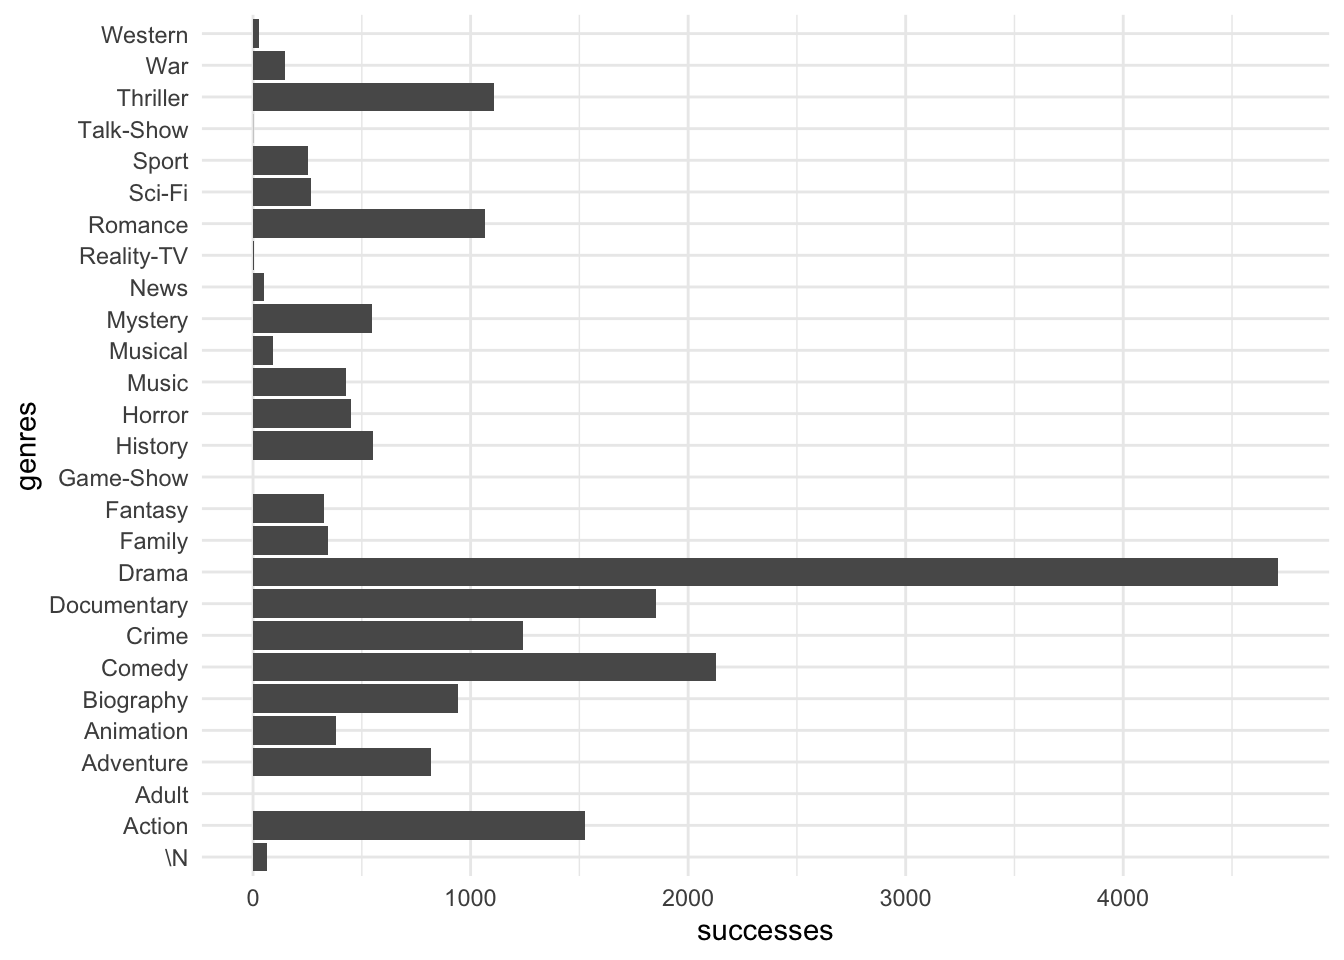 Western
War
Thriller
Talk-Show
Sport
Sci-Fi
Romance
Reality-TV
News
Mystery
Musical
Music
Horror
History
Game-Show
Fantasy
Family
Drama
Documentary
Crime
Comedy
Biography
Animation
Adventure
Adult
Action
\N
genres
0 1000 2000 3000 4000
successes